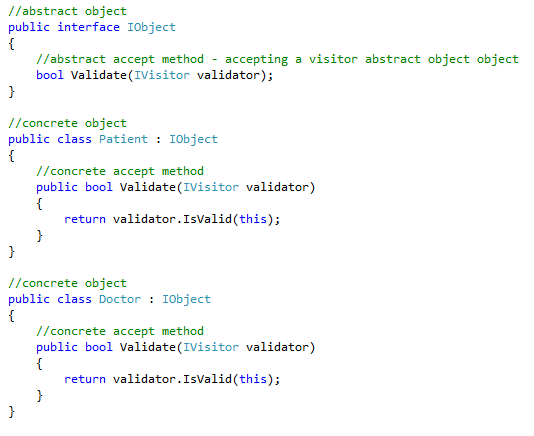 //abstract object
public interface IObject
{
    //abstract accept method - accepting a visitor abstract object object
    bool Validate(IVisitor validator);
}

//concrete object
public class Patient : IObject
{
    //concrete accept method
    public bool Validate(IVisitor validator)
    {
        return validator.IsValid(this);
    }
}

//concrete object
public class Doctor : IObject
{
    //concrete accept method
    public bool Validate(IVisitor validator)
    {
        return validator.IsValid(this);
    }
}